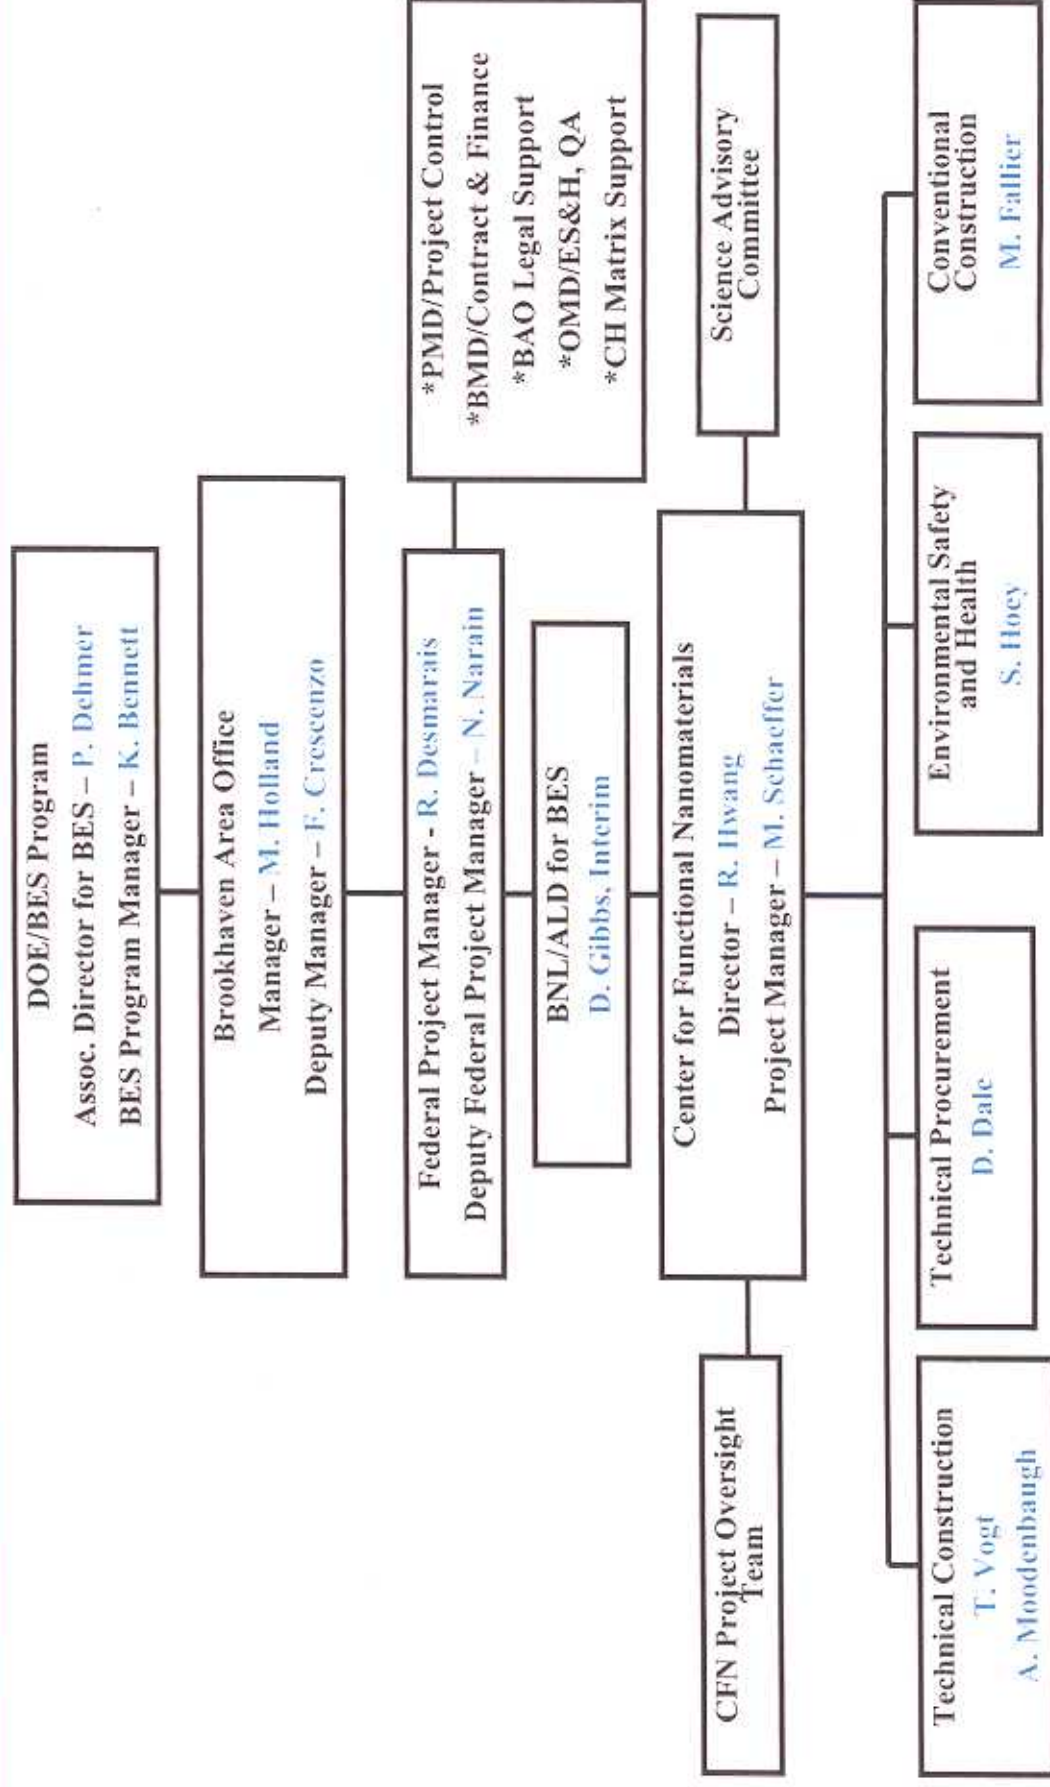 DOE/BES Program
Assoc. Director for BES – P. Dehmer
BES Program Manager – K. Bennett
Brookhaven Area Office
Manager – M. Holland
Deputy Manager – F. Crescenzo
Federal Project Manager - R. Desmarais
Deputy Federal Project Manager – N. Narain
*PMD/Project Control
*BMD/Contract & Finance
*BAO Legal Support
*OMD/ES&H, QA
*CH Matrix Support
BNL/ALD for BES
D. Gibbs, Interim
Center for Functional Nanomaterials
Director – R. Hwang
Project Manager – M. Schaeffer
CFN Project Oversight
Team
Science Advisory
Committee
Technical Construction
T. Vogt
A. Moodenbaugh
Technical Procurement
D. Dale
Environmental Safety
and Health
S. Hoey
Conventional
Construction
M. Fallier